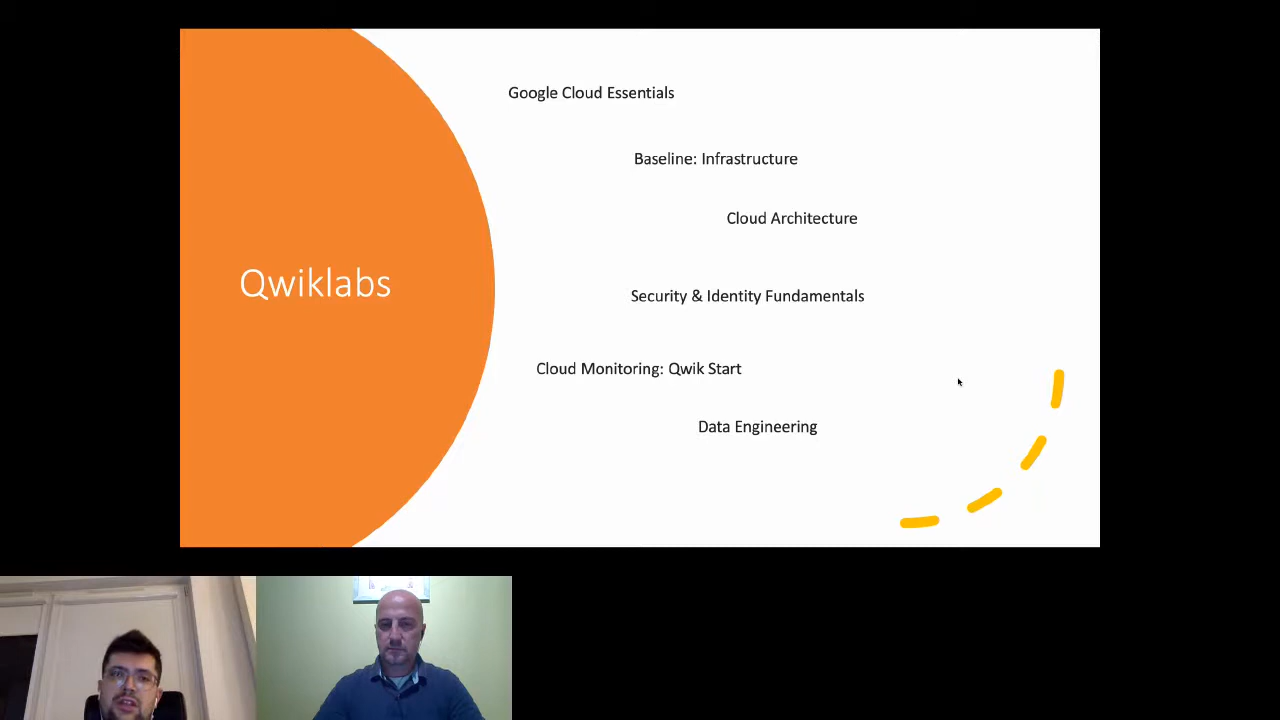 Qwiklabs
Google Cloud Essentials
Baseline: Infrastructure
Cloud Architecture
Security & Identity Fundamentals
Cloud Monitoring: Qwik Start
Data Engineering